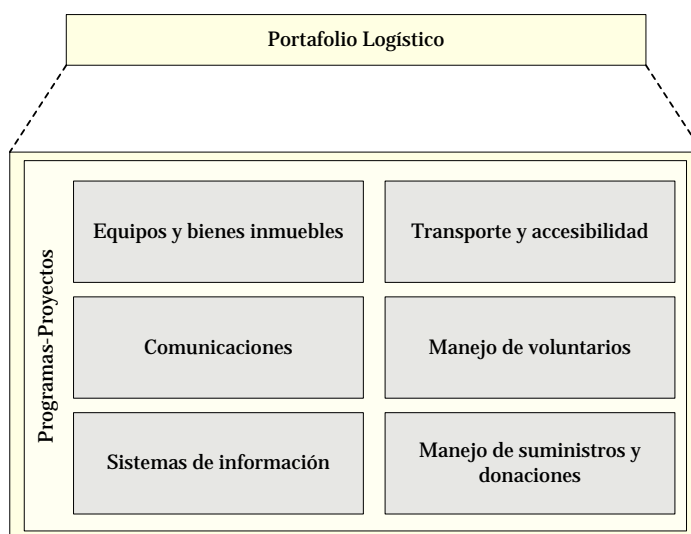 Portafolio Logístico
Programas-Proyectos
Equipos y bienes inmuebles
Transporte y accesibilidad
Comunicaciones
Manejo de voluntarios
Sistemas de información
Manejo de suministros y
donaciones